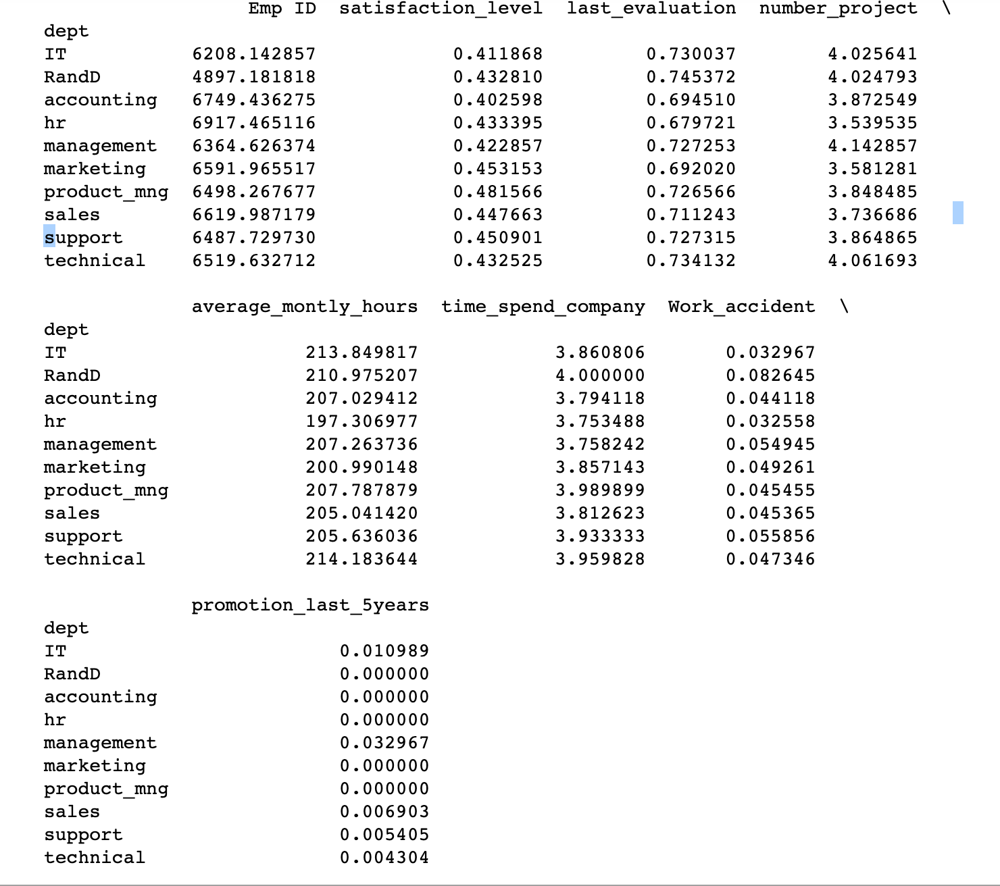 Emp ID  satisfaction_level  last_evaluation  number_project  \
dept
IT  6208.142857  0.411868  0.730037  4.025641
RandD  4897.181818  0.432810  0.745372  4.024793
accounting  6749.436275  0.402598  0.694510  3.872549
hr  6917.465116  0.433395  0.679721  3.539535
management  6364.626374  0.422857  0.727253  4.142857
marketing  6591.965517  0.453153  0.692020  3.581281
product_mng  6498.267677  0.481566  0.726566  3.848485
sales  6619.987179  0.447663  0.711243  3.736686
support  6487.729730  0.450901  0.727315  3.864865
technical  6519.632712  0.432525  0.734132  4.061693
average_montly_hours  time_spend_company  Work_accident  \
dept
IT  213.849817  3.860806  0.032967
RandD  210.975207  4.000000  0.082645
accounting  207.029412  3.794118  0.044118
hr  197.306977  3.753488  0.032558
management  207.263736  3.758242  0.054945
marketing  200.990148  3.857143  0.049261
product_mng  207.787879  3.989899  0.045455
sales  205.041420  3.812623  0.045365
support  205.636036  3.933333  0.055856
technical  214.183644  3.959828  0.047346
promotion_last_5years
dept
IT  0.010989
RandD  0.000000
accounting  0.000000
hr  0.000000
management  0.032967
marketing  0.000000
product_mng  0.000000
sales  0.006903
support  0.005405
technical  0.004304